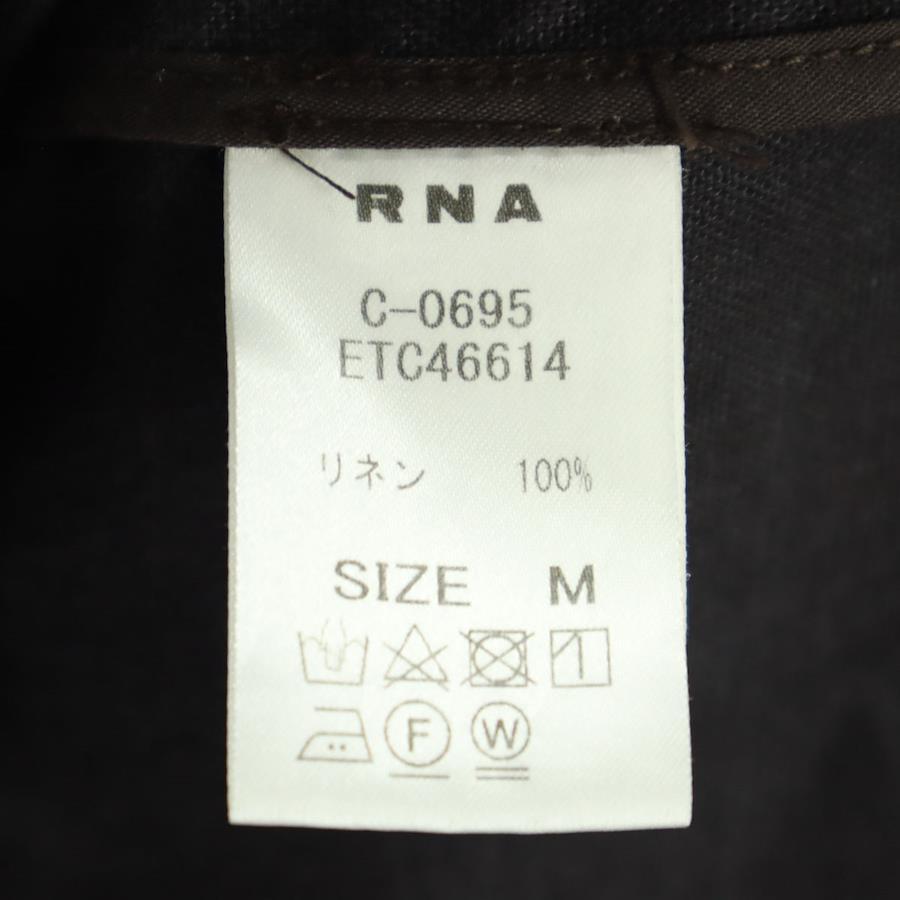 RNA
C-0695
ETC46614
リネン 100%
SIZE M
F W